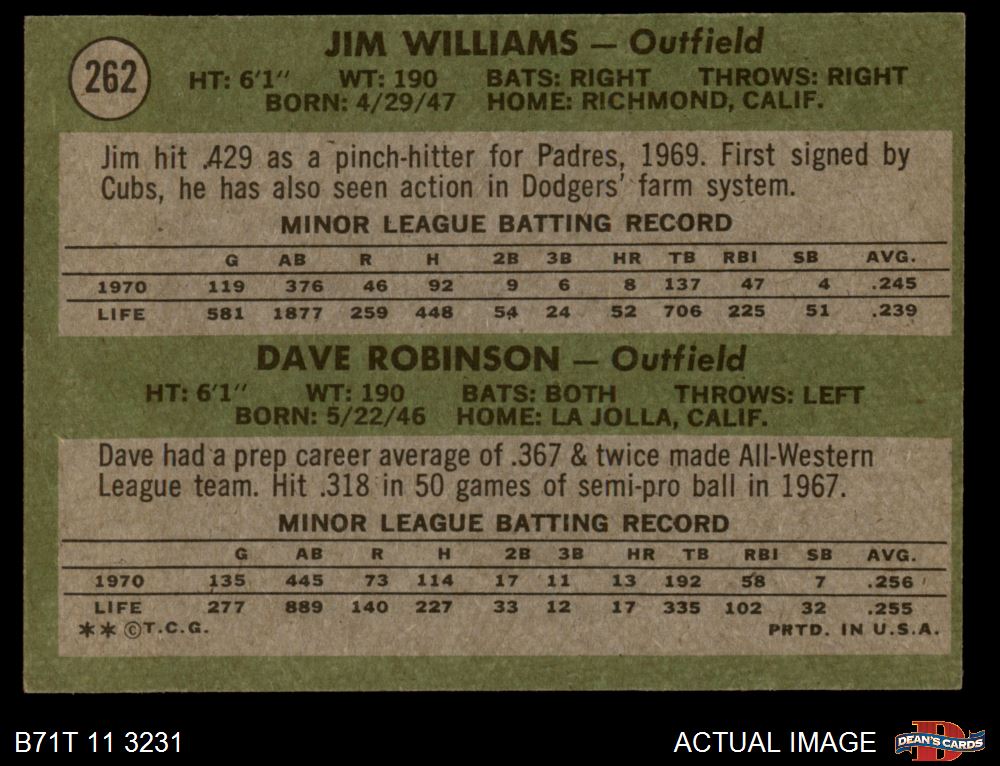 262
JIM WILLIAMS — Outfield
HT: 6'1" WT: 190 BATS: RIGHT THROWS: RIGHT
BORN: 4/29/47 HOME: RICHMOND, CALIF.
Jim hit .429 as a pinch-hitter for Padres, 1969. First signed by
Cubs, he has also seen action in Dodgers' farm system.
MINOR LEAGUE BATTING RECORD
G AB R H 2B 3B HR TB RBI SB AVG.
1970 119 376 46 92 9 6 8 137 47 4 .245
LIFE 581 1877 259 448 54 24 52 706 225 51 .239
DAVE ROBINSON — Outfield
HT: 6'1" WT: 190 BATS: BOTH THROWS: LEFT
BORN: 5/22/46 HOME: LA JOLLA, CALIF.
Dave had a prep career average of .367 & twice made All-Western
League team. Hit .318 in 50 games of semi-pro ball in 1967.
MINOR LEAGUE BATTING RECORD
G AB R H 2B 3B HR TB RBI SB AVG.
1970 135 445 73 114 17 11 13 192 58 7 .256
LIFE 277 889 140 227 33 12 17 335 102 32 .255
** ©T.C.G. PRTD. IN U.S.A.
B71T 11 3231 ACTUAL IMAGE DEAN'S CARDS